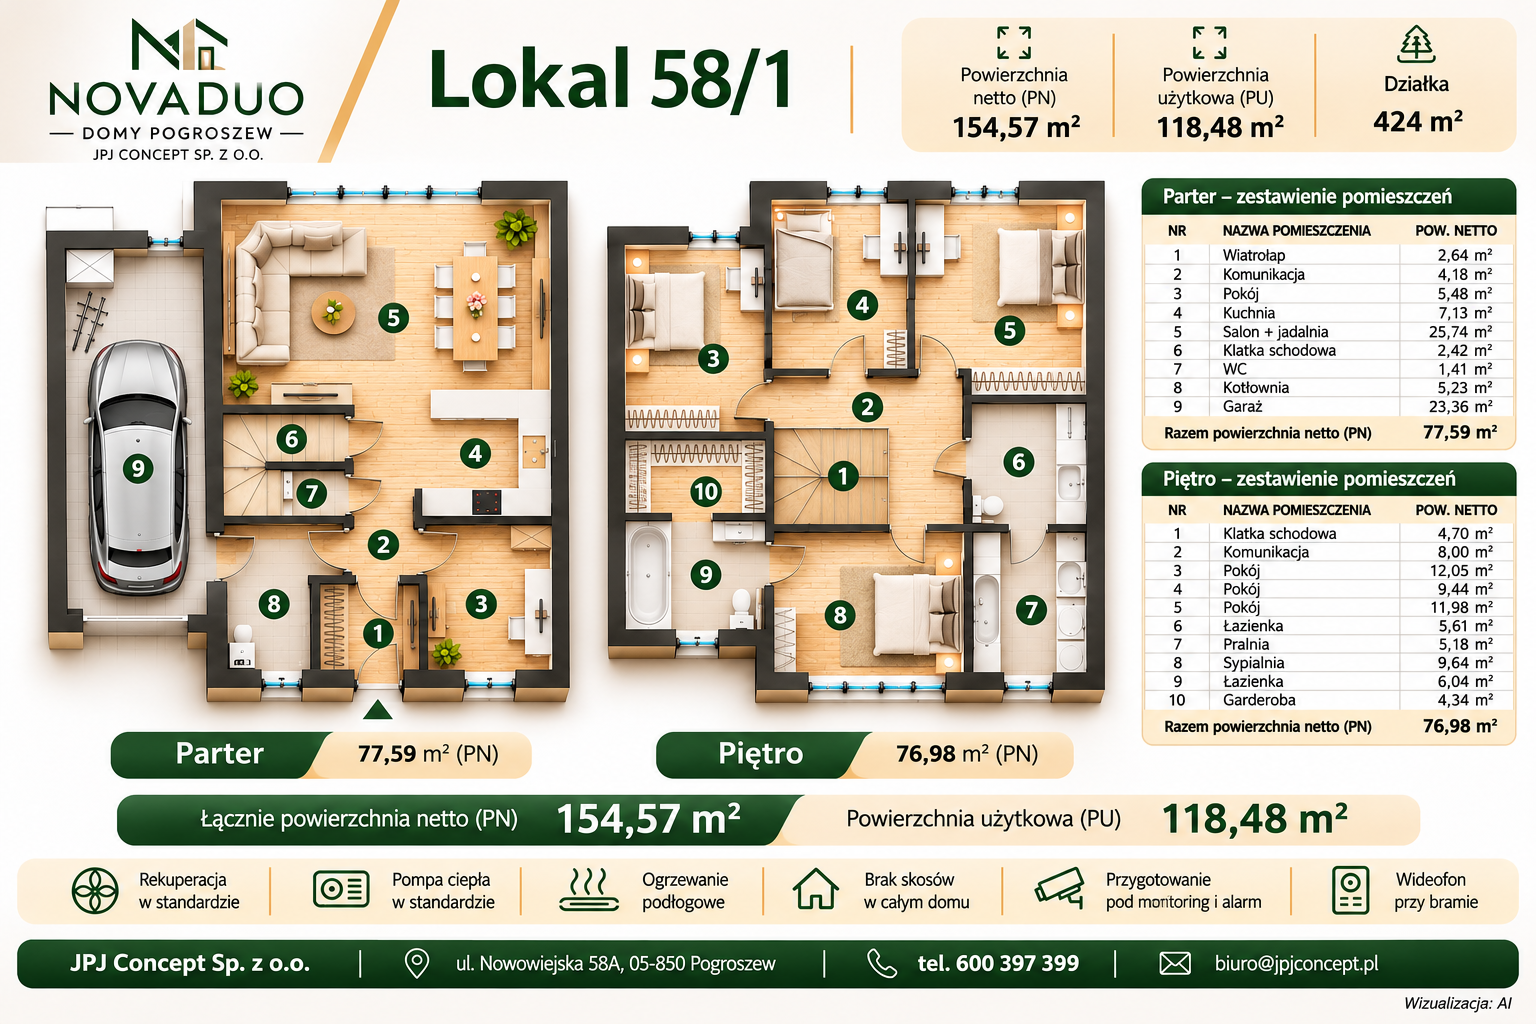 NOVADUO
DOMY POGROSZEW
JPJ CONCEPT SP. Z O.O.
Lokal 58/1
Powierzchnia
netto (PN)
154,57 m²
Powierzchnia
użytkowa (PU)
118,48 m²
Działka
424 m²
5
6
4
7
9
2
8
1
3
3
4
5
2
1
6
10
9
8
7
Parter – zestawienie pomieszczeń
NR NAZWA POMIESZCZENIA POW. NETTO
1 Wiatrołap 2,64 m²
2 Komunikacja 4,18 m²
3 Pokój 5,48 m²
4 Kuchnia 7,13 m²
5 Salon + jadalnia 25,74 m²
6 Klatka schodowa 2,42 m²
7 WC 1,41 m²
8 Kotłownia 5,23 m²
9 Garaż 23,36 m²
Razem powierzchnia netto (PN) 77,59 m²
Piętro – zestawienie pomieszczeń
NR NAZWA POMIESZCZENIA POW. NETTO
1 Klatka schodowa 4,70 m²
2 Komunikacja 8,00 m²
3 Pokój 12,05 m²
4 Pokój 9,44 m²
5 Pokój 11,98 m²
6 Łazienka 5,61 m²
7 Pralnia 5,18 m²
8 Sypialnia 9,64 m²
9 Łazienka 6,04 m²
10 Garderoba 4,34 m²
Razem powierzchnia netto (PN) 76,98 m²
Parter 77,59 m² (PN)
Piętro 76,98 m² (PN)
Łącznie powierzchnia netto (PN) 154,57 m² Powierzchnia użytkowa (PU) 118,48 m²
Rekuperacja
w standardzie
Pompa ciepła
w standardzie
Ogrzewanie
podłogowe
Brak skosów
w całym domu
Przygotowanie
pod monitoring i alarm
Wideofon
przy bramie
JPJ Concept Sp. z o.o. ul. Nowowiejska 58A, 05-850 Pogroszew tel. 600 397 399 biuro@jpjconcept.pl
Wizualizacja: AI